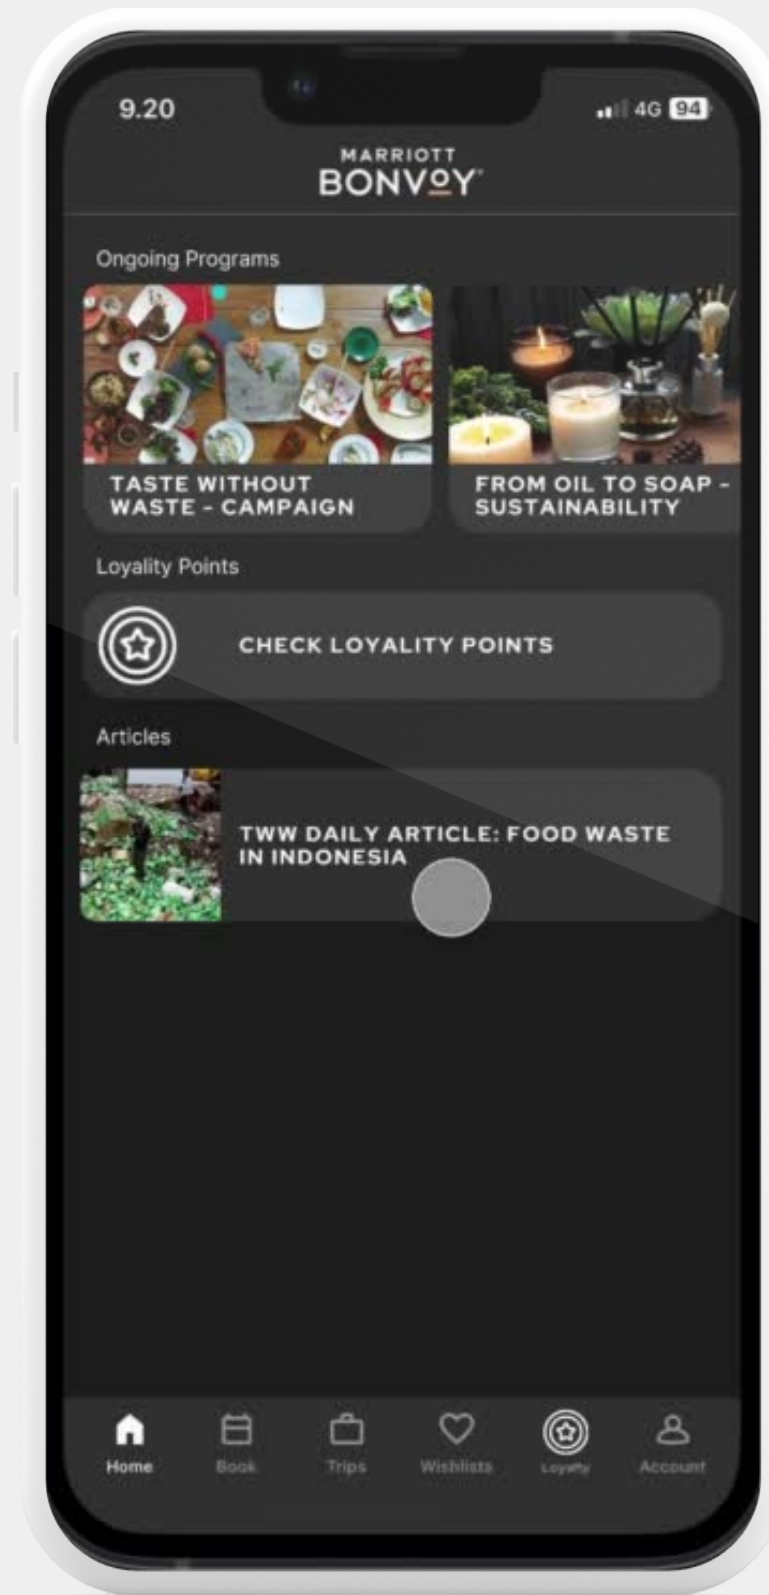 9.20
4G 94
MARRIOTT
BONVOY
Ongoing Programs
TASTE WITHOUT
WASTE - CAMPAIGN
FROM OIL TO SOAP -
SUSTAINABILITY
Loyality Points
CHECK LOYALITY POINTS
Articles
TWW DAILY ARTICLE: FOOD WASTE
IN INDONESIA
Home
Book
Trips
Wishlists
Loyalty
Account